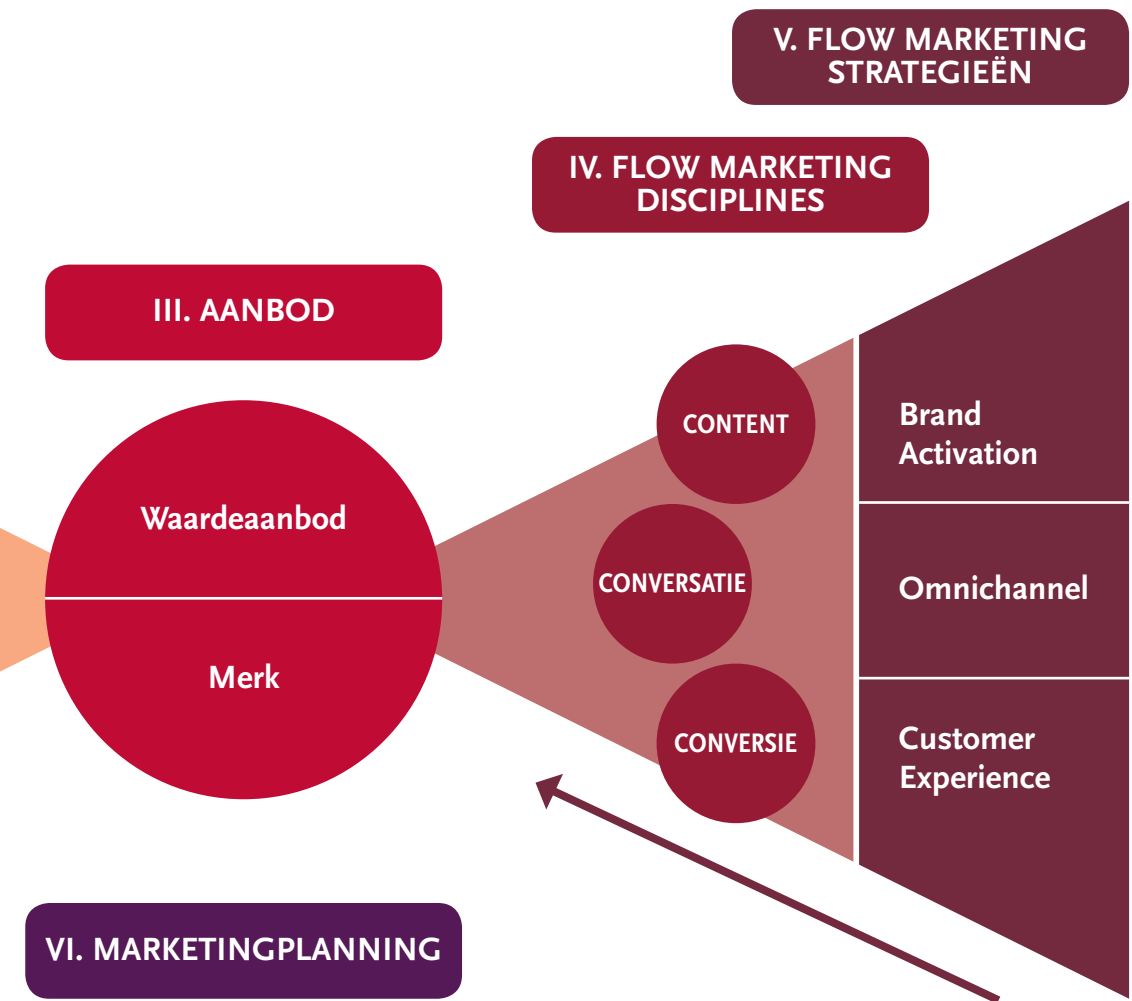 V. FLOW MARKETING
STRATEGIEËN
IV. FLOW MARKETING
DISCIPLINES
III. AANBOD
CONTENT
Brand
Activation
Waardeaanbod
CONVERSATIE
Omnichannel
Merk
CONVERSIE
Customer
Experience
VI. MARKETINGPLANNING